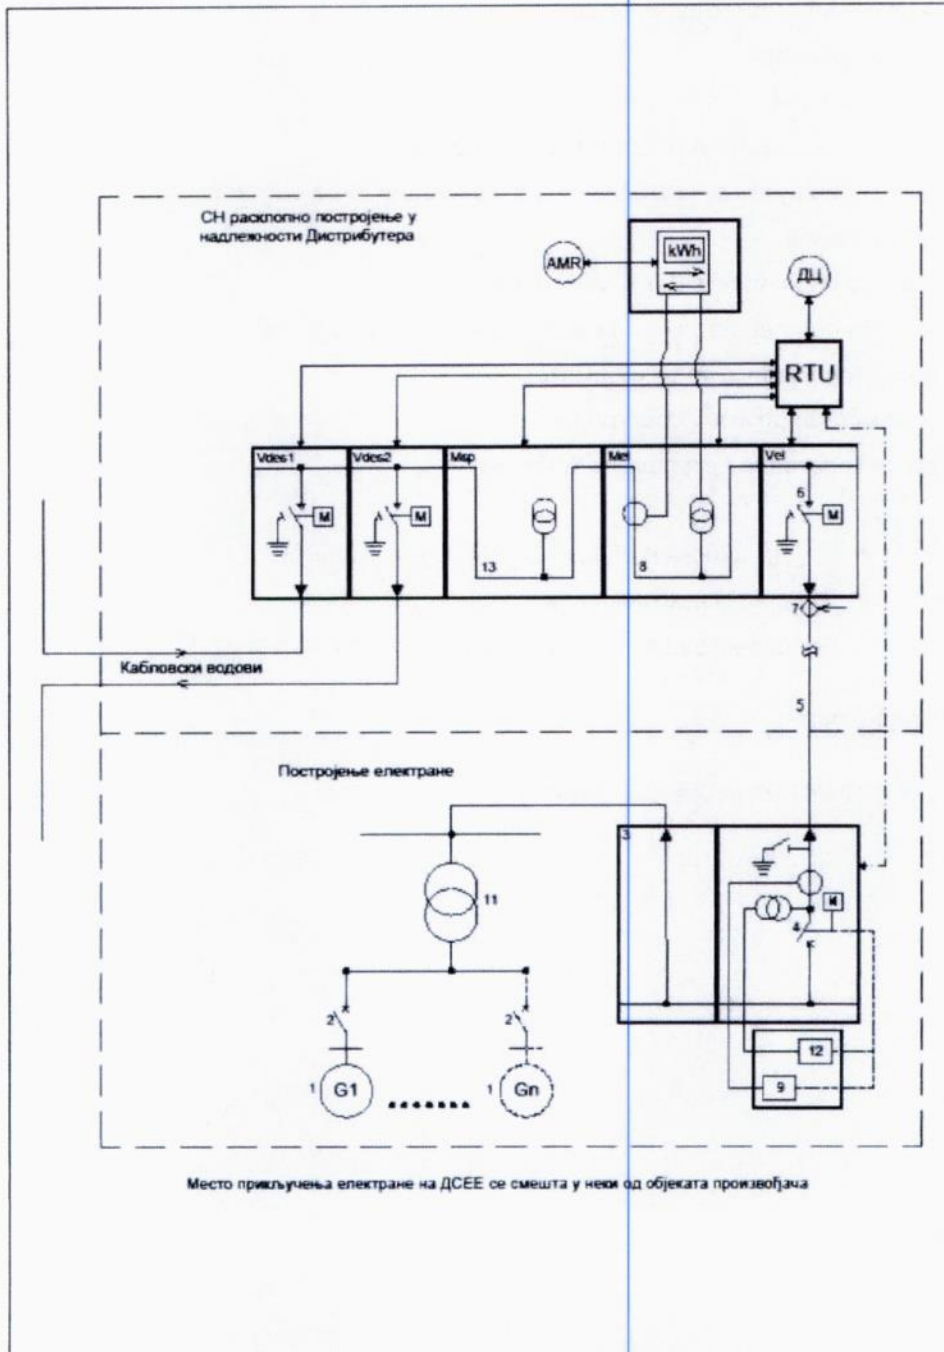 СН расклопно постројење у
надлежности Дистрибутера
kWh
AMR
ДЦ
RTU
Vdes1
Vdes2
Msp
Mel
Vel
6
M
M
M
13
8
7
Кабловски водови
5
Постројење електране
3
11
M
4
2
2
12
1
G1
1
Gn
9
Место прикључења електране на ДСЕЕ се смешта у неки од објеката произвођача